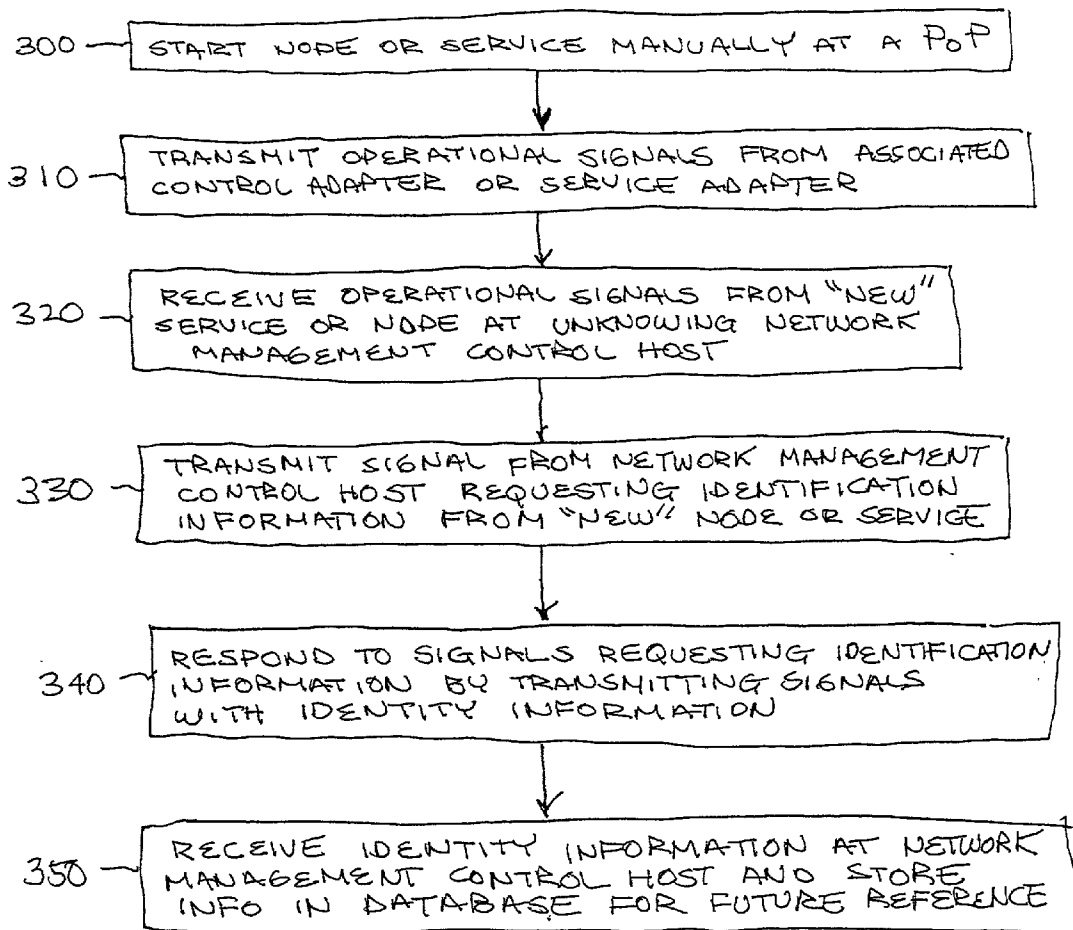 300 START NODE OR SERVICE MANUALLY AT A PoP
310 TRANSMIT OPERATIONAL SIGNALS FROM ASSOCIATED
CONTROL ADAPTER OR SERVICE ADAPTER
320 RECEIVE OPERATIONAL SIGNALS FROM "NEW"
SERVICE OR NODE AT UNKNOWING NETWORK
MANAGEMENT CONTROL HOST
330 TRANSMIT SIGNAL FROM NETWORK MANAGEMENT
CONTROL HOST REQUESTING IDENTIFICATION
INFORMATION FROM "NEW" NODE OR SERVICE
340 RESPOND TO SIGNALS REQUESTING IDENTIFICATION
INFORMATION BY TRANSMITTING SIGNALS
WITH IDENTITY INFORMATION
350 RECEIVE IDENTITY INFORMATION AT NETWORK
MANAGEMENT CONTROL HOST AND STORE
INFO IN DATABASE FOR FUTURE REFERENCE